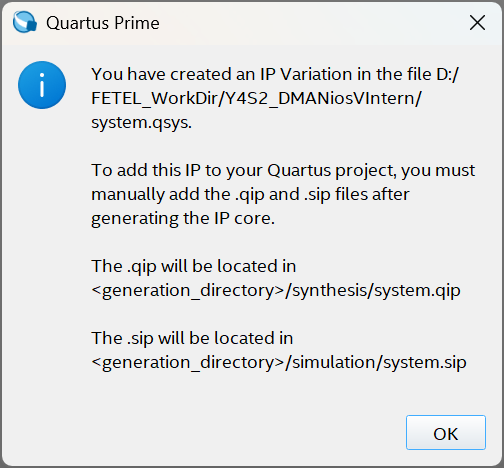 Quartus Prime
You have created an IP Variation in the file D:/
FETEL_WorkDir/Y4S2_DMANiosVIntern/
system.qsys.
To add this IP to your Quartus project, you must
manually add the .qip and .sip files after
generating the IP core.
The .qip will be located in
<generation_directory>/synthesis/system.qip
The .sip will be located in
<generation_directory>/simulation/system.sip
OK